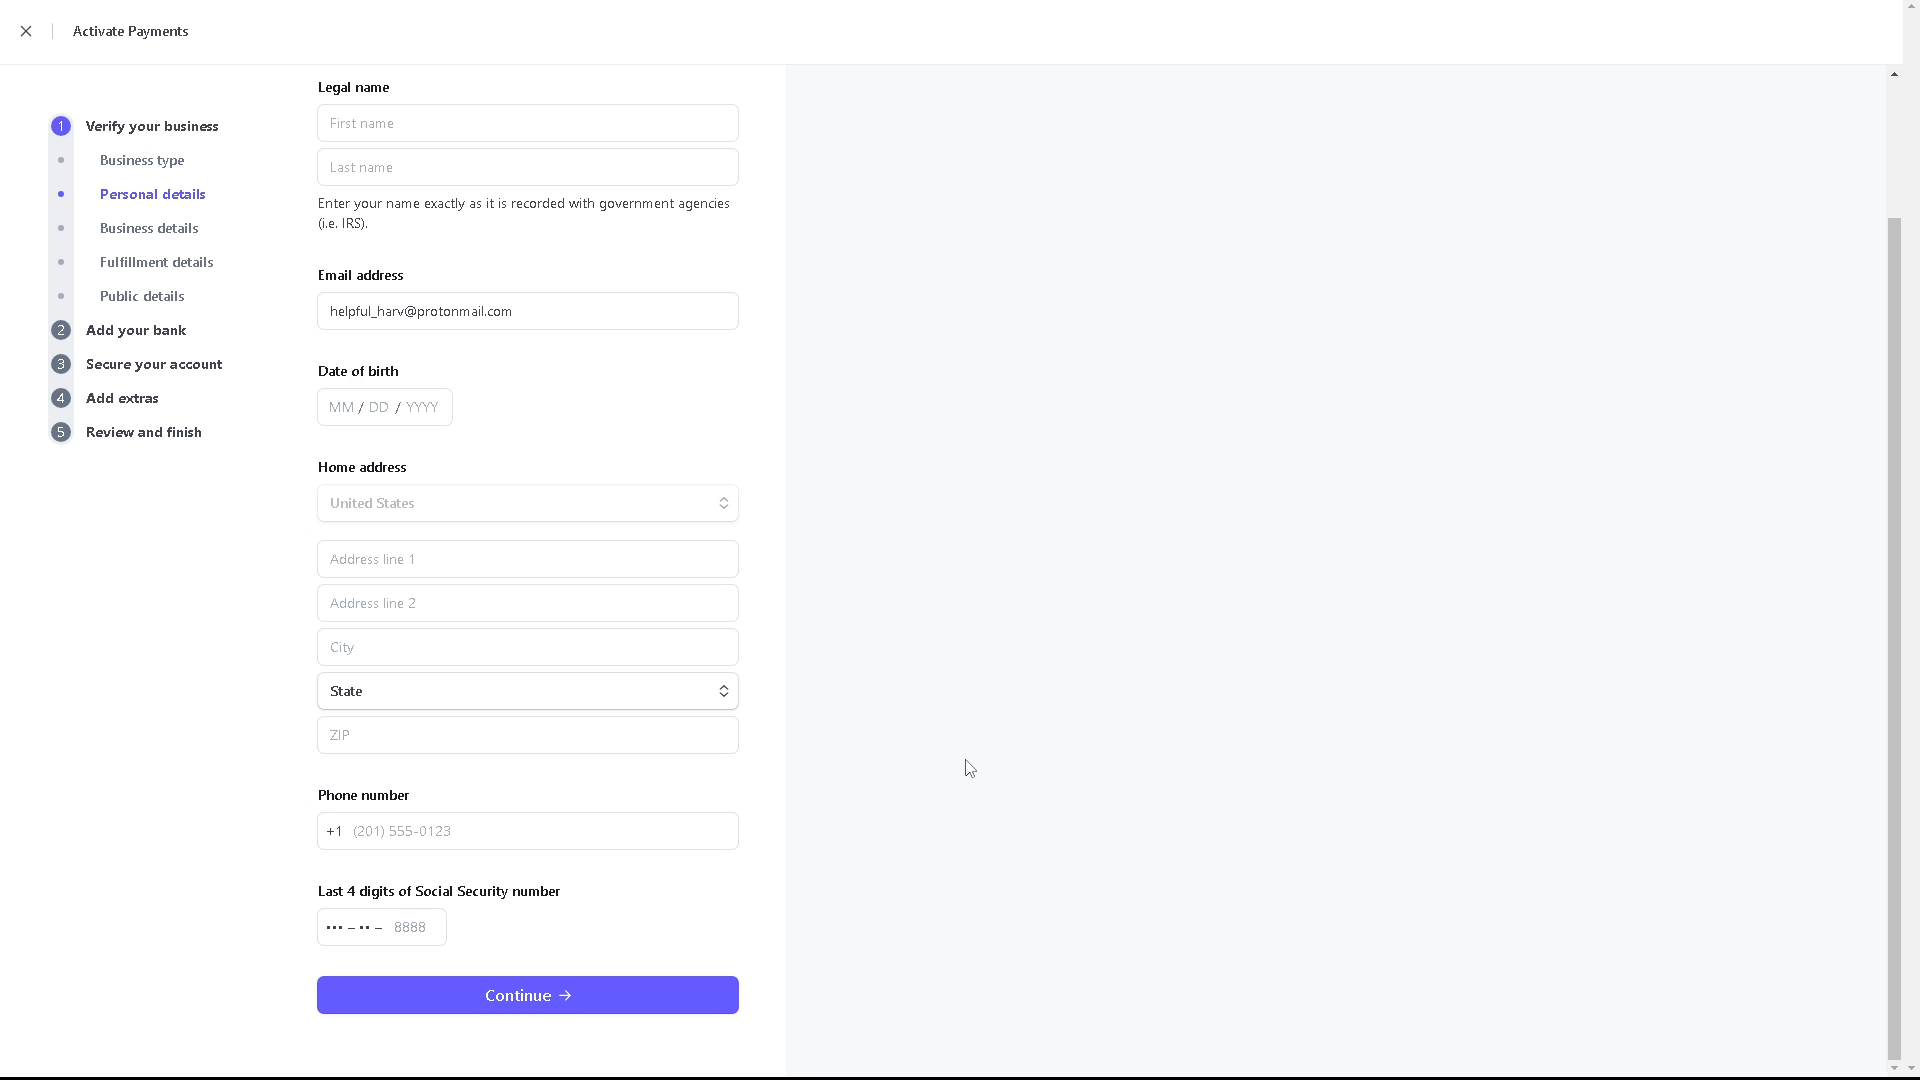 Activate Payments
1 Verify your business
Business type
Personal details
Business details
Fulfillment details
Public details
2 Add your bank
3 Secure your account
4 Add extras
5 Review and finish
Legal name
First name
Last name
Enter your name exactly as it is recorded with government agencies
(i.e. IRS).
Email address
helpful_harv@protonmail.com
Date of birth
MM / DD / YYYY
Home address
United States
Address line 1
Address line 2
City
State
ZIP
Phone number
+1 (201) 555-0123
Last 4 digits of Social Security number
••• – •• – 8888
Continue →